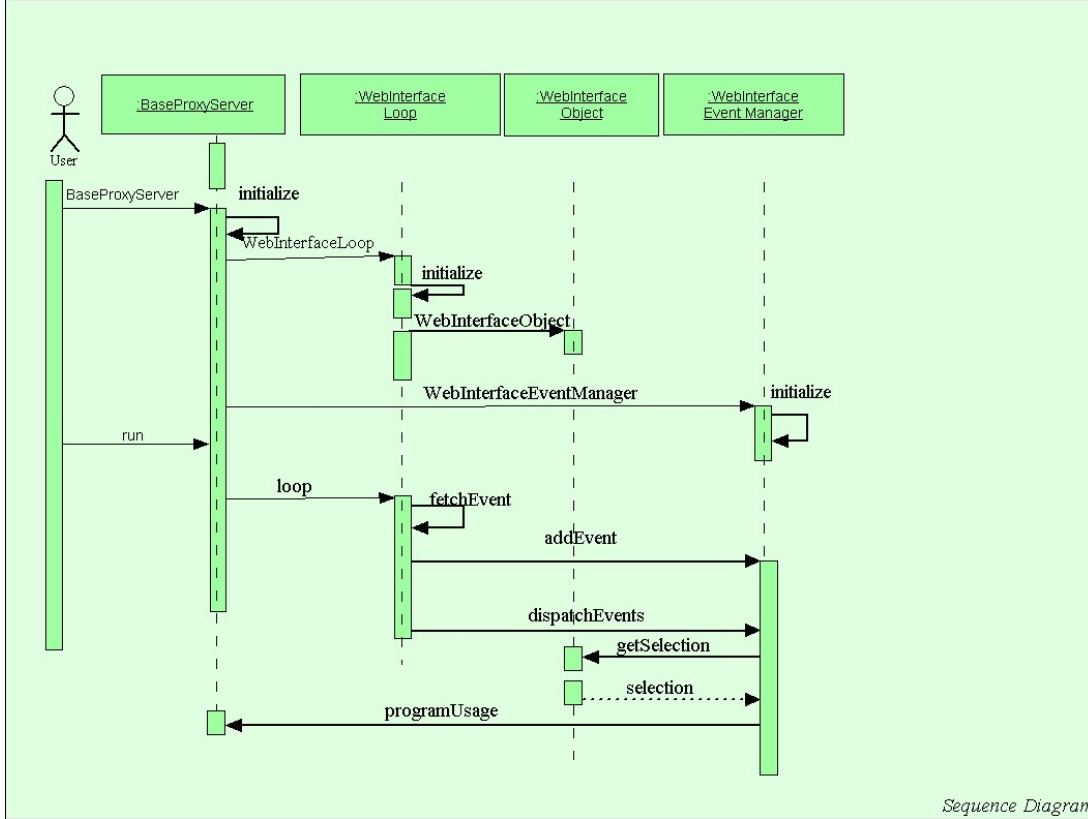 :BaseProxyServer
:WebInterface
Loop
:WebInterface
Object
:WebInterface
Event Manager
User
BaseProxyServer
initialize
WebInterfaceLoop
initialize
WebInterfaceObject
WebInterfaceEventManager
initialize
run
loop
fetchEvent
addEvent
dispatchEvents
getSelection
selection
programUsage
Sequence Diagram